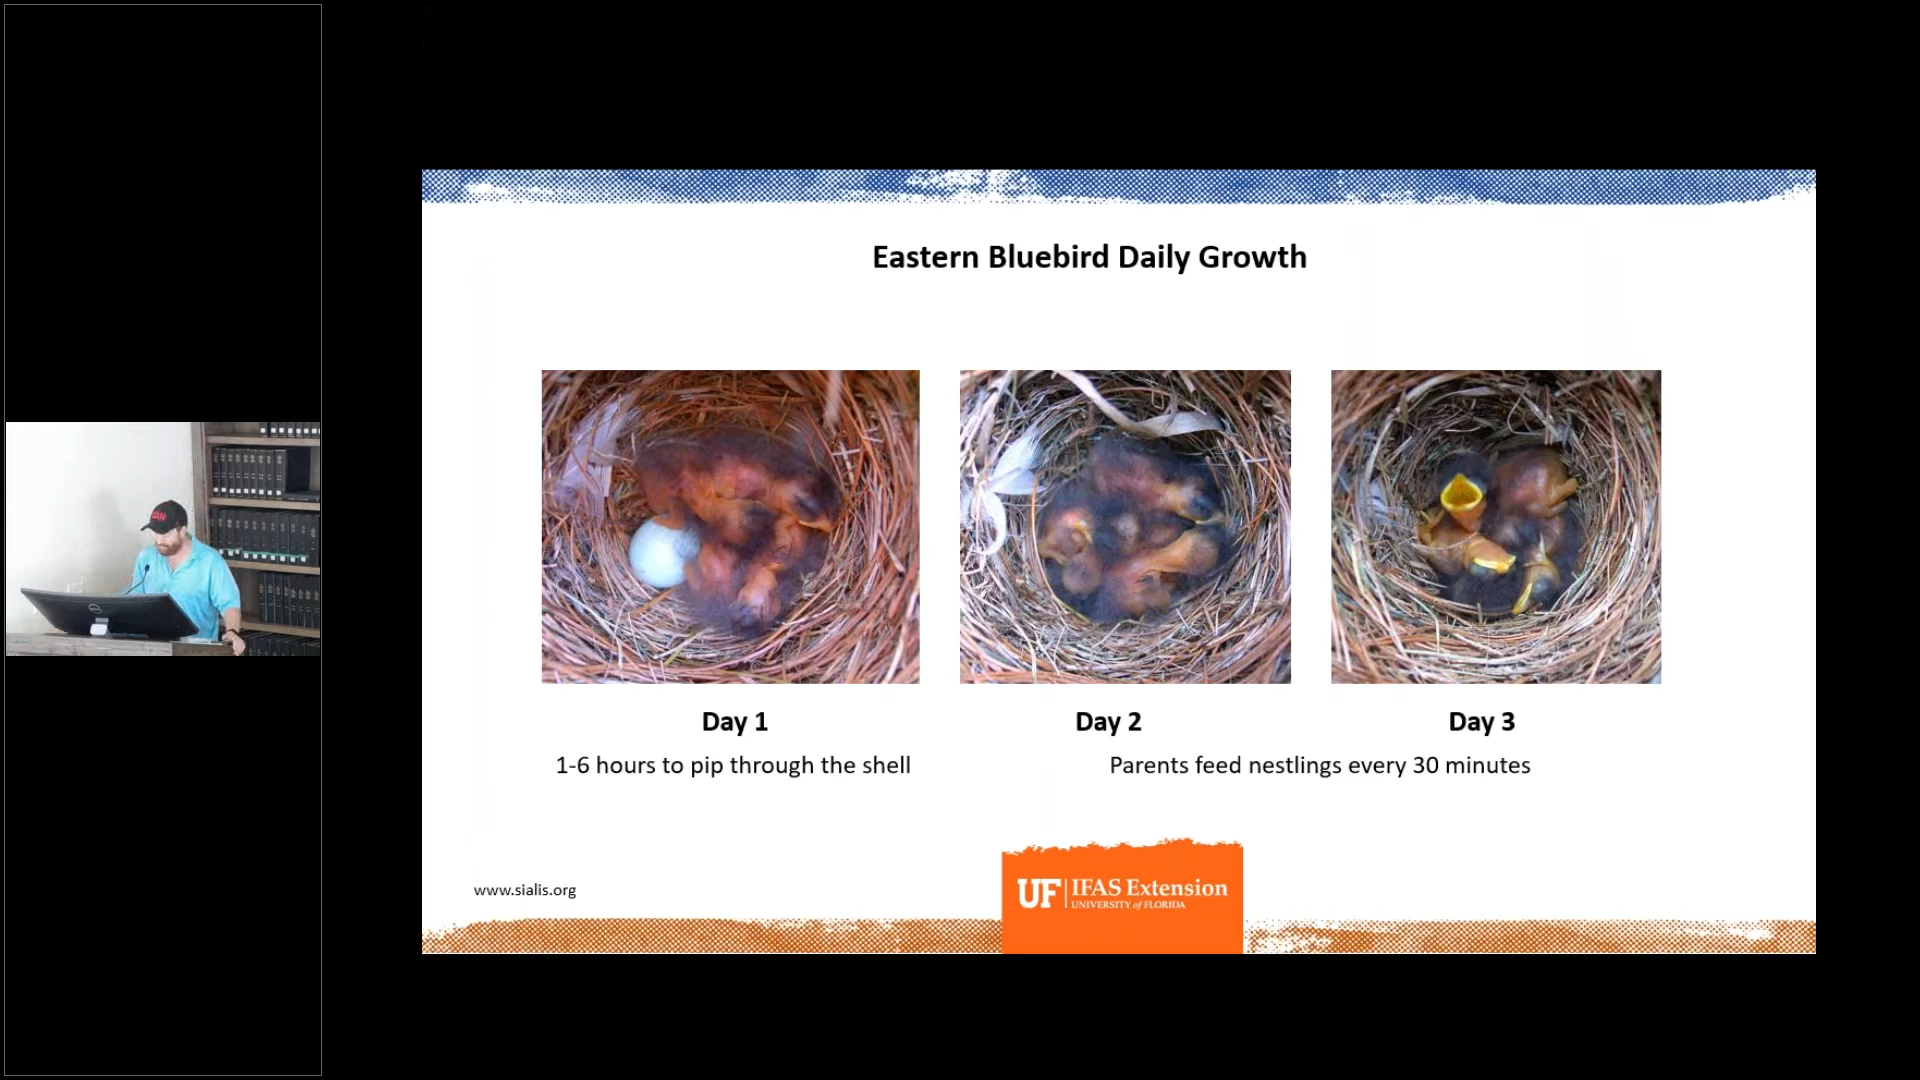 Eastern Bluebird Daily Growth
Day 1
Day 2
Day 3
1-6 hours to pip through the shell
Parents feed nestlings every 30 minutes
www.sialis.org
UF IFAS Extension
UNIVERSITY of FLORIDA
DELL